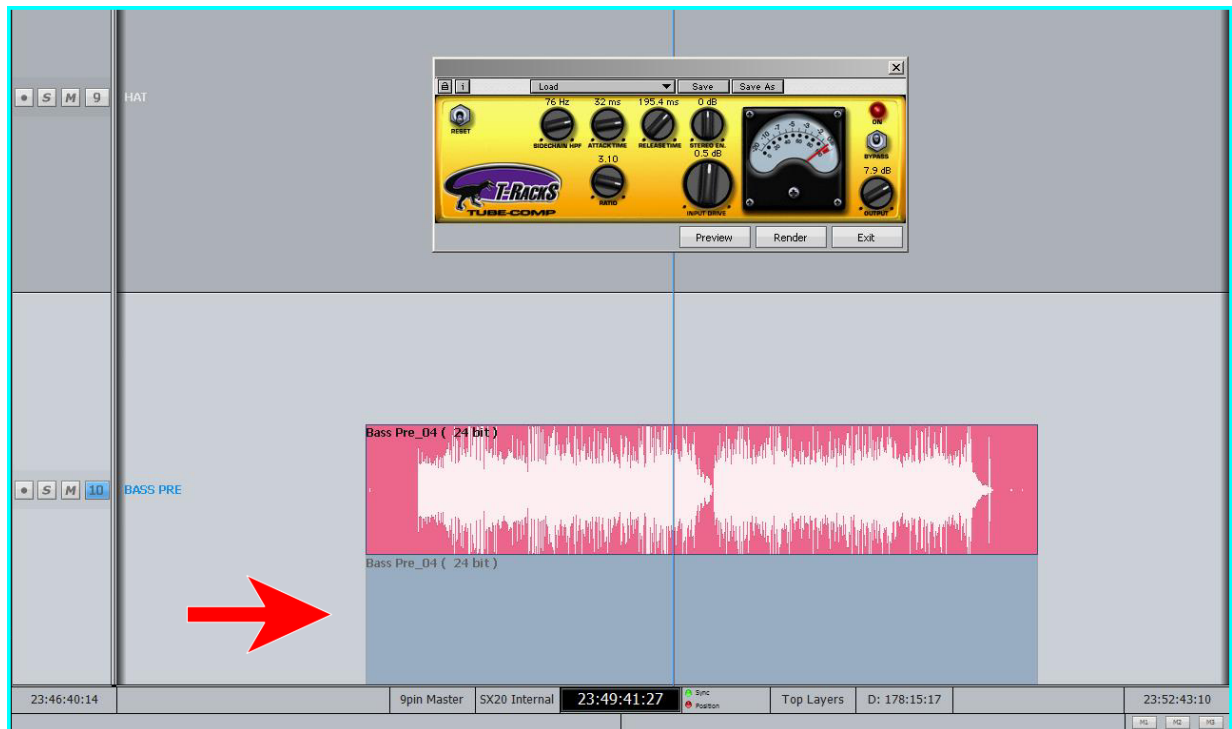 Load
Save
Save As
RESET
76 Hz
32 ms
195.4 ms
0 dB
SIDECHAIN HPF
ATTACK TIME
RELEASE TIME
STEREO EN.
3.10
0.5 dB
RATIO
INPUT DRIVE
ON
BYPASS
7.9 dB
OUTPUT
T-RACKS
TUBE-COMP
Preview
Render
Exit
S M 9 HAT
Bass Pre_04 ( 24 bit )
S M 10 BASS PRE
Bass Pre_04 ( 24 bit )
23:46:40:14
9pin Master
SX20 Internal
23:49:41:27
Sync
Position
Top Layers
D: 178:15:17
23:52:43:10
M1 M2 M3